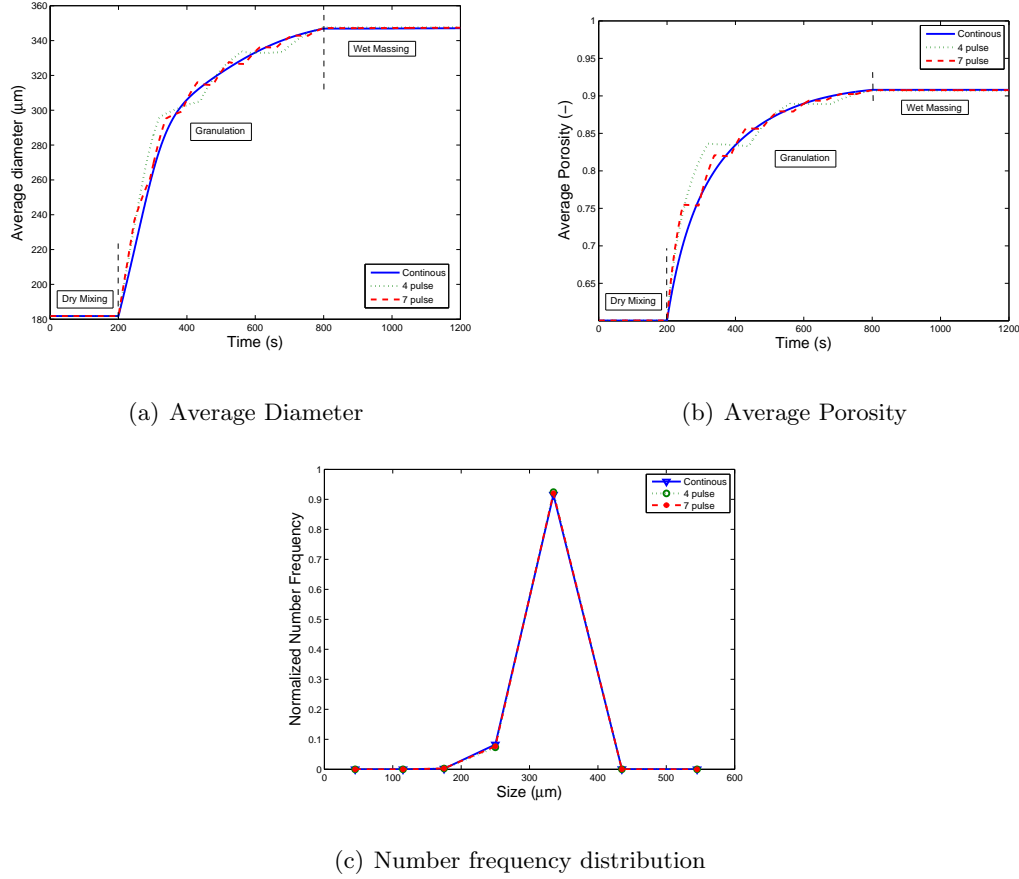 360
340
320
300
280
260
240
220
200
180
Average diameter (μm)
0 200 400 600 800 1000 1200
Time (s)
Dry Mixing
Granulation
Wet Massing
Continous
4 pulse
7 pulse
(a) Average Diameter
1
0.95
0.9
0.85
0.8
0.75
0.7
0.65
Average Porosity (−)
0 200 400 600 800 1000 1200
Time (s)
Dry Mixing
Granulation
Wet Massing
Continous
4 pulse
7 pulse
(b) Average Porosity
1
0.9
0.8
0.7
0.6
0.5
0.4
0.3
0.2
0.1
0
Normalized Number Frequency
0 100 200 300 400 500 600
Size (μm)
Continous
4 pulse
7 pulse
(c) Number frequency distribution